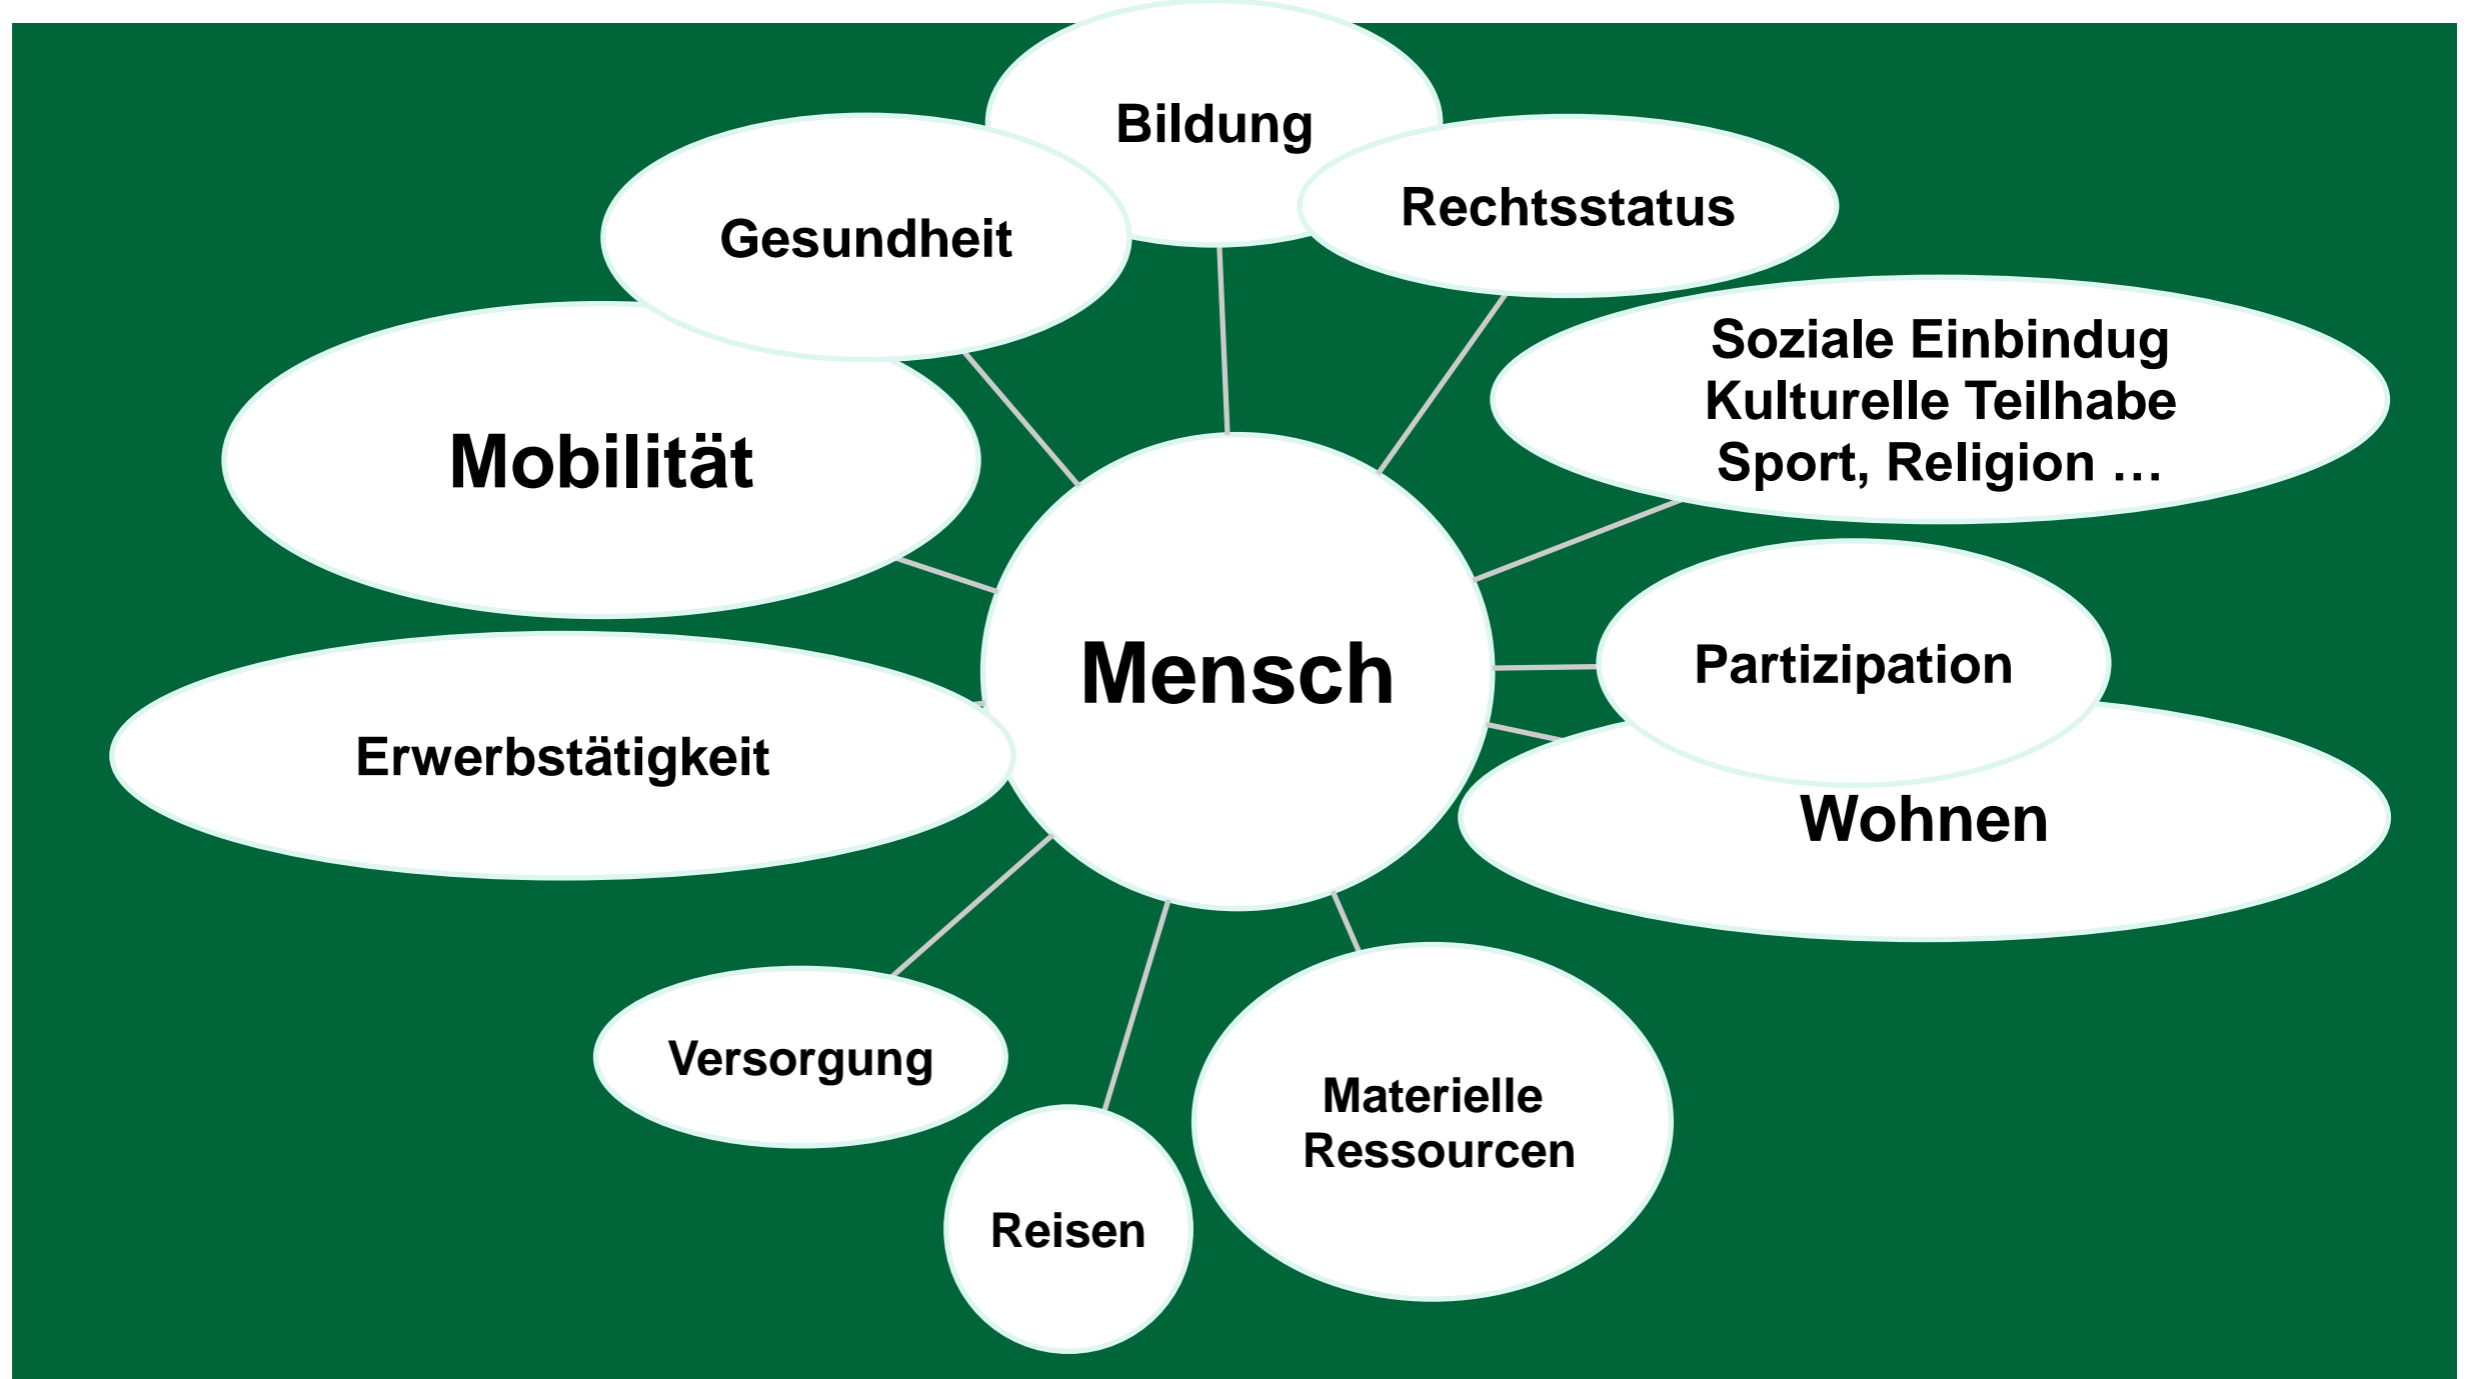 Bildung
Rechtsstatus
Gesundheit
Soziale Einbindug
Kulturelle Teilhabe
Sport, Religion …
Mobilität
Mensch
Partizipation
Erwerbstätigkeit
Wohnen
Versorgung
Materielle
Ressourcen
Reisen